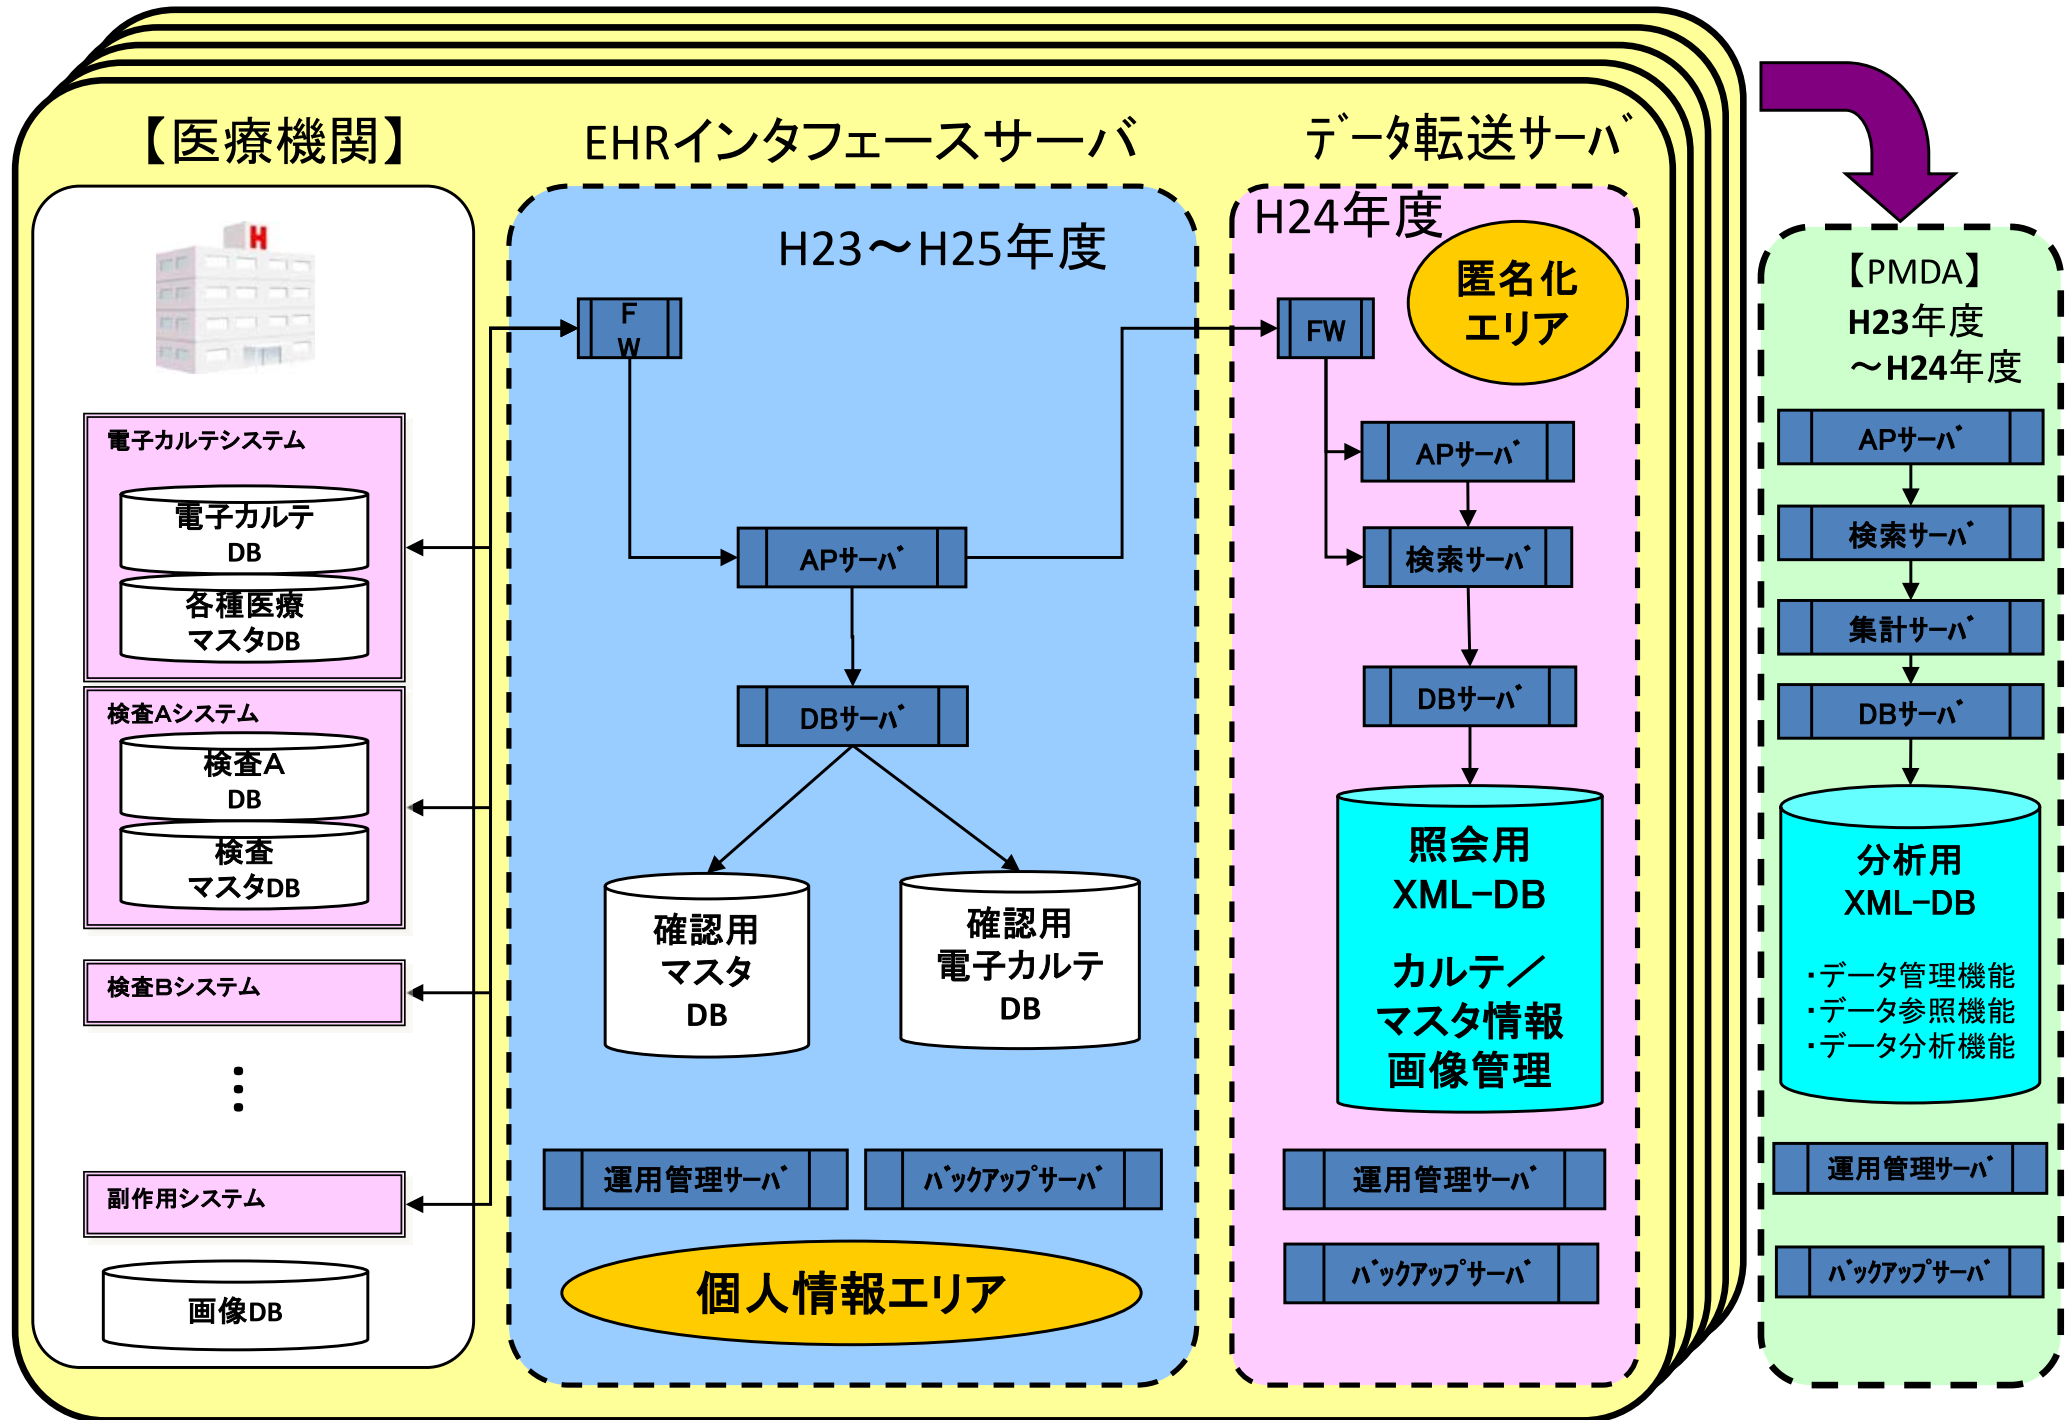 【医療機関】
H
電子カルテシステム
電子カルテ
DB
各種医療
マスタDB
検査Aシステム
検査A
DB
検査
マスタDB
検査Bシステム
副作用システム
画像DB
EHRインタフェースサーバ
H23～H25年度
F
W
APサーバ
DBサーバ
確認用
マスタ
DB
確認用
電子カルテ
DB
運用管理サーバ
バックアップサーバ
個人情報エリア
データ転送サーバ
H24年度
匿名化
エリア
FW
APサーバ
検索サーバ
DBサーバ
照会用
XML-DB
カルテ／
マスタ情報
画像管理
運用管理サーバ
バックアップサーバ
【PMDA】
H23年度
～H24年度
APサーバ
検索サーバ
集計サーバ
DBサーバ
分析用
XML-DB
・データ管理機能
・データ参照機能
・データ分析機能
運用管理サーバ
バックアップサーバ